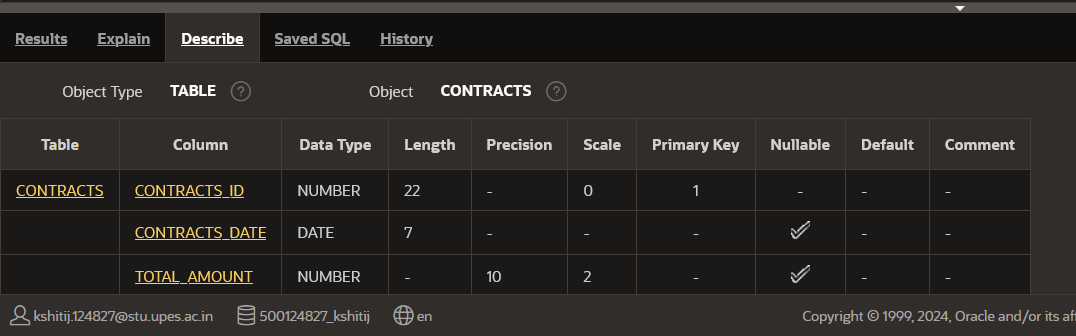 Results Explain Describe Saved SQL History
Object Type TABLE ? Object CONTRACTS ?
Table Column Data Type Length Precision Scale Primary Key Nullable Default Comment
CONTRACTS CONTRACTS_ID NUMBER 22 - 0 1 - - -
CONTRACTS_DATE DATE 7 - - - - -
TOTAL_AMOUNT NUMBER - 10 2 - - -
kshitij.124827@stu.upes.ac.in 500124827_kshitij en Copyright © 1999, 2024, Oracle and/or its af